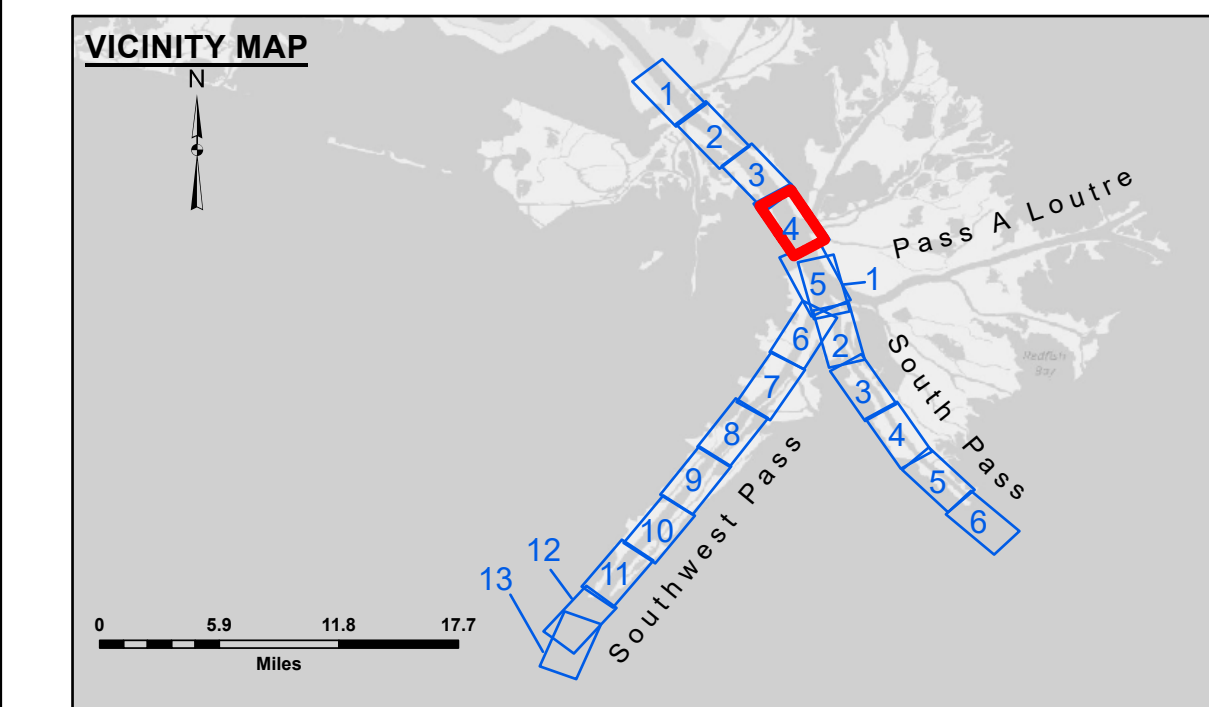 VICINITY MAP
N
1
2
3
4
Pass A Loutre
5
1
6
2
South Pass
Redfish
Bay
7
3
8
4
9
5
10
6
Southwest Pass
11
12
13
0 5.9 11.8 17.7
Miles